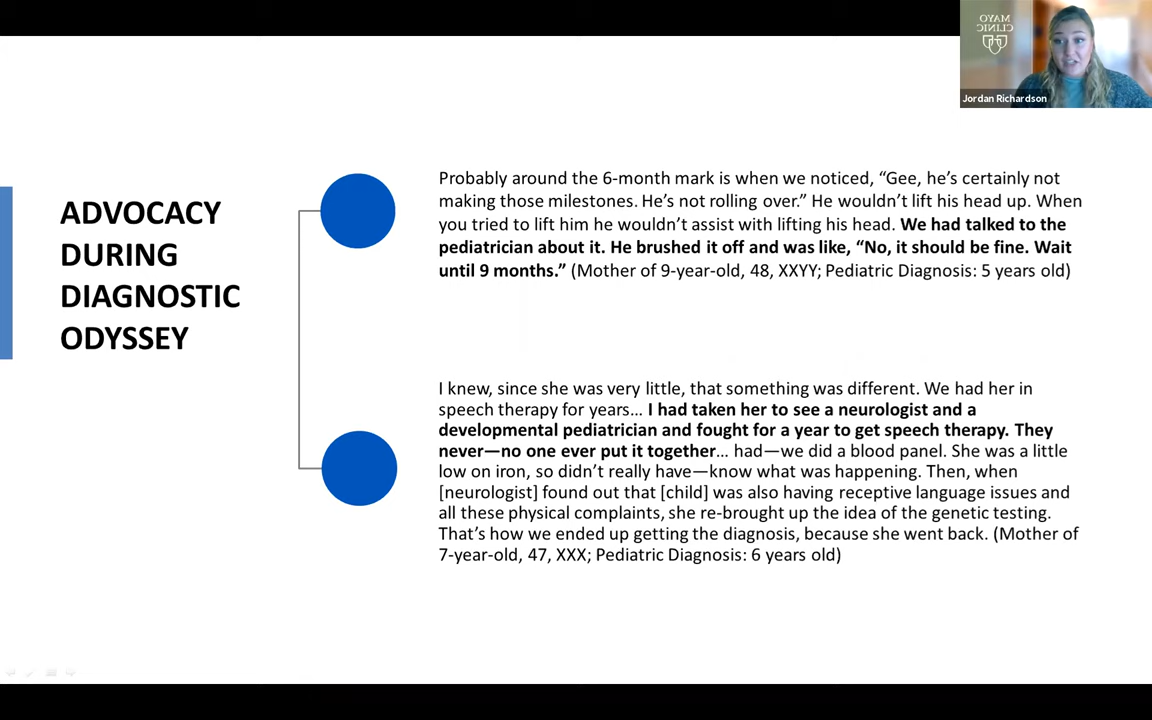 MAYO
CLINIC
Jordan Richardson
ADVOCACY
DURING
DIAGNOSTIC
ODYSSEY
Probably around the 6-month mark is when we noticed, “Gee, he’s certainly not
making those milestones. He’s not rolling over.” He wouldn’t lift his head up. When
you tried to lift him he wouldn’t assist with lifting his head. We had talked to the
pediatrician about it. He brushed it off and was like, “No, it should be fine. Wait
until 9 months.” (Mother of 9-year-old, 48, XXYY; Pediatric Diagnosis: 5 years old)
I knew, since she was very little, that something was different. We had her in
speech therapy for years… I had taken her to see a neurologist and a
developmental pediatrician and fought for a year to get speech therapy. They
never—no one ever put it together… had—we did a blood panel. She was a little
low on iron, so didn’t really have—know what was happening. Then, when
[neurologist] found out that [child] was also having receptive language issues and
all these physical complaints, she re-brought up the idea of the genetic testing.
That’s how we ended up getting the diagnosis, because she went back. (Mother of
7-year-old, 47, XXX; Pediatric Diagnosis: 6 years old)